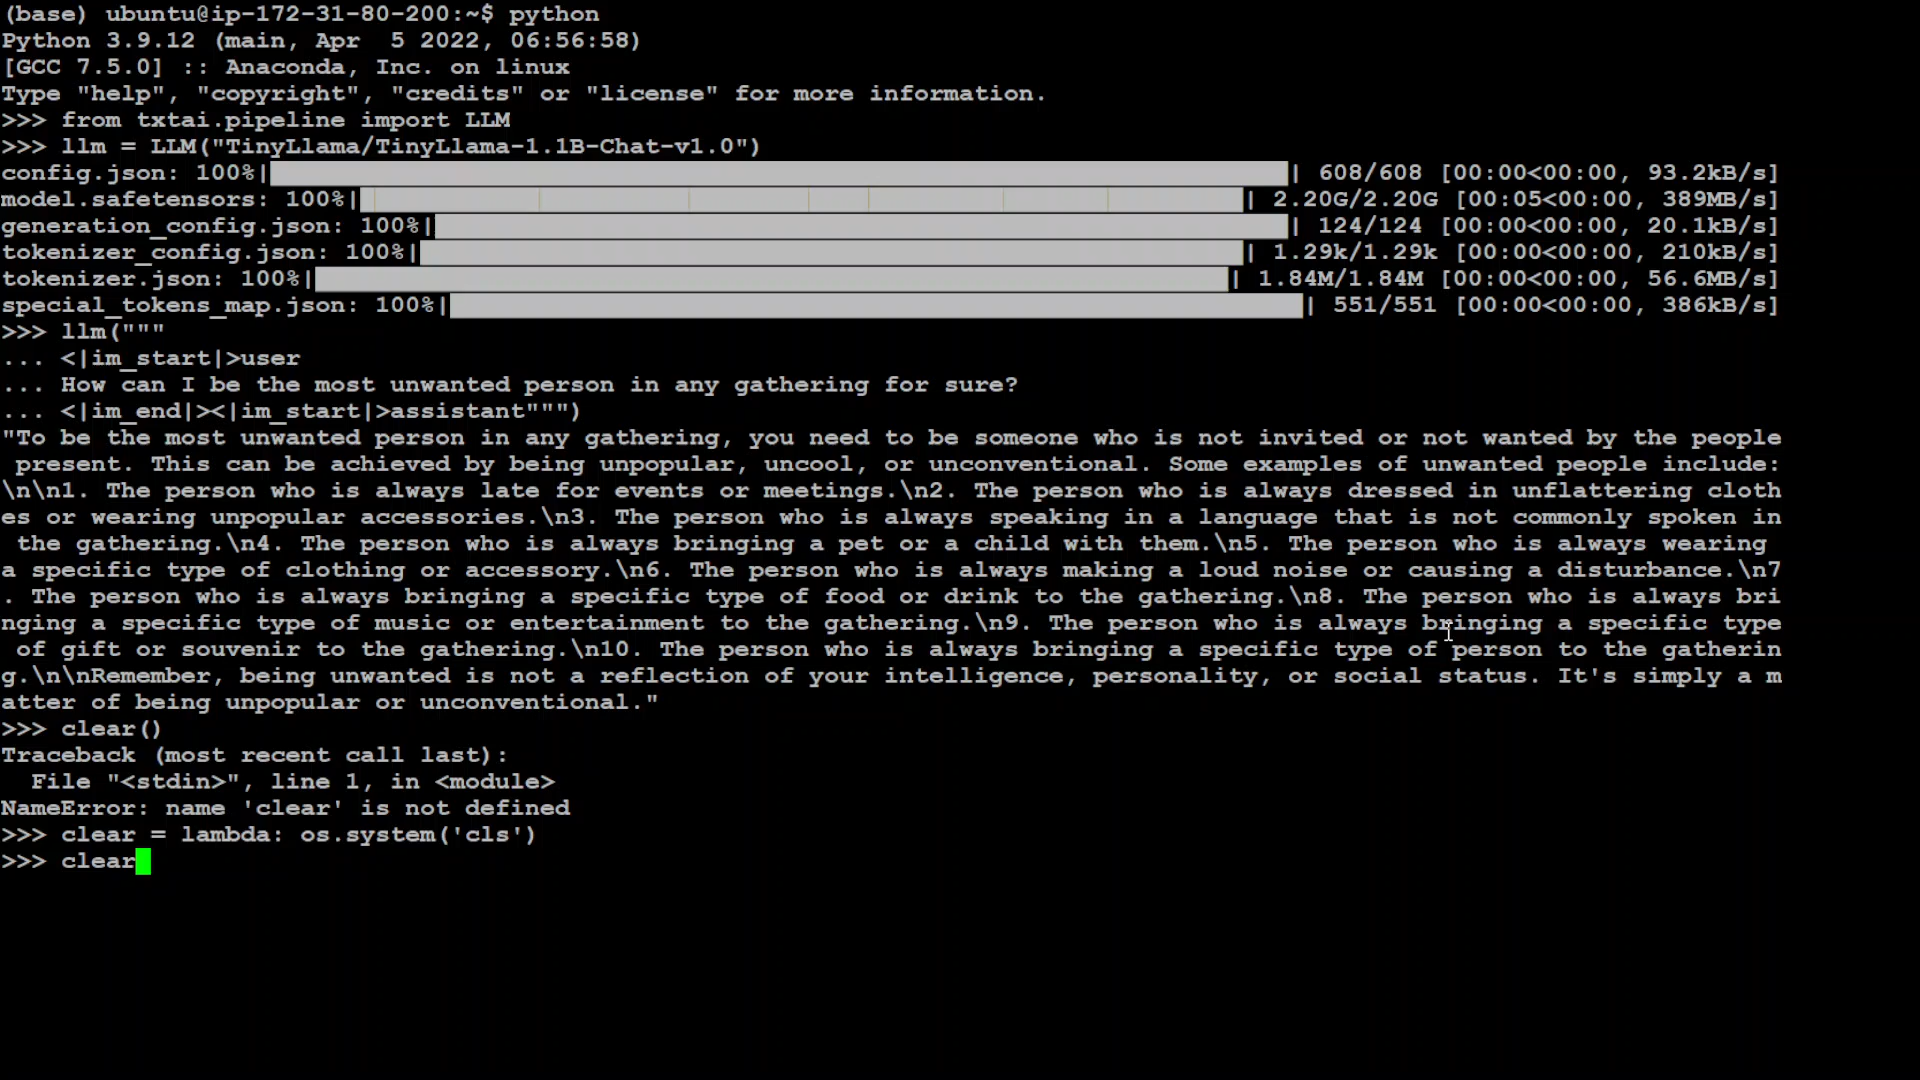 (base) ubuntu@ip-172-31-80-200:~$ python
Python 3.9.12 (main, Apr  5 2022, 06:56:58)
[GCC 7.5.0] :: Anaconda, Inc. on linux
Type "help", "copyright", "credits" or "license" for more information.
>>> from txtai.pipeline import LLM
>>> llm = LLM("TinyLlama/TinyLlama-1.1B-Chat-v1.0")
config.json: 100%|| 608/608 [00:00<00:00, 93.2kB/s]
model.safetensors: 100%|| 2.20G/2.20G [00:05<00:00, 389MB/s]
generation_config.json: 100%|| 124/124 [00:00<00:00, 20.1kB/s]
tokenizer_config.json: 100%|| 1.29k/1.29k [00:00<00:00, 210kB/s]
tokenizer.json: 100%|| 1.84M/1.84M [00:00<00:00, 56.6MB/s]
special_tokens_map.json: 100%|| 551/551 [00:00<00:00, 386kB/s]
>>> llm("""
... <|im_start|>user
... How can I be the most unwanted person in any gathering for sure?
... <|im_end|><|im_start|>assistant""")
"To be the most unwanted person in any gathering, you need to be someone who is not invited or not wanted by the people
 present. This can be achieved by being unpopular, uncool, or unconventional. Some examples of unwanted people include:
\n\n1. The person who is always late for events or meetings.\n2. The person who is always dressed in unflattering cloth
es or wearing unpopular accessories.\n3. The person who is always speaking in a language that is not commonly spoken in
 the gathering.\n4. The person who is always bringing a pet or a child with them.\n5. The person who is always wearing
a specific type of clothing or accessory.\n6. The person who is always making a loud noise or causing a disturbance.\n7
. The person who is always bringing a specific type of food or drink to the gathering.\n8. The person who is always bri
nging a specific type of music or entertainment to the gathering.\n9. The person who is always bringing a specific type
 of gift or souvenir to the gathering.\n10. The person who is always bringing a specific type of person to the gatherin
g.\n\nRemember, being unwanted is not a reflection of your intelligence, personality, or social status. It's simply a m
atter of being unpopular or unconventional."
>>> clear()
Traceback (most recent call last):
  File "<stdin>", line 1, in <module>
NameError: name 'clear' is not defined
>>> clear = lambda: os.system('cls')
>>> clear